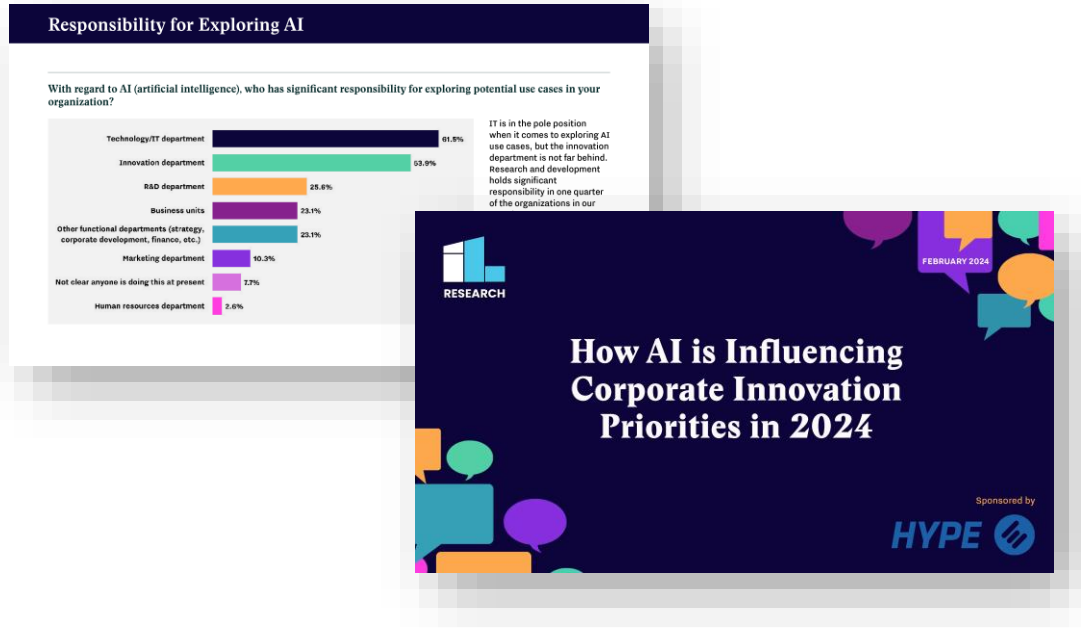 Responsibility for Exploring AI
With regard to AI (artificial intelligence), who has significant responsibility for exploring potential use cases in your
organization?
Technology/IT department 61.5%
Innovation department 53.9%
R&D department 25.6%
Business units 23.1%
Other functional departments (strategy,
corporate development, finance, etc.) 23.1%
Marketing department 10.3%
Not clear anyone is doing this at present 7.7%
Human resources department 2.6%
IT is in the pole position
when it comes to exploring AI
use cases, but the innovation
department is not far behind.
Research and development
holds significant
responsibility in one quarter
of the organizations in our
RESEARCH
FEBRUARY 2024
How AI is Influencing
Corporate Innovation
Priorities in 2024
Sponsored by
HYPE